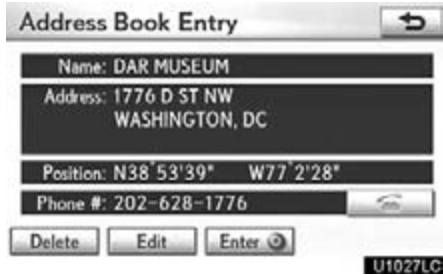 Address Book Entry
Name: DAR MUSEUM
Address: 1776 D ST NW
WASHINGTON, DC
Position: N38°53'39" W77°2'28"
Phone #: 202-628-1776
Delete Edit Enter
U1027LC